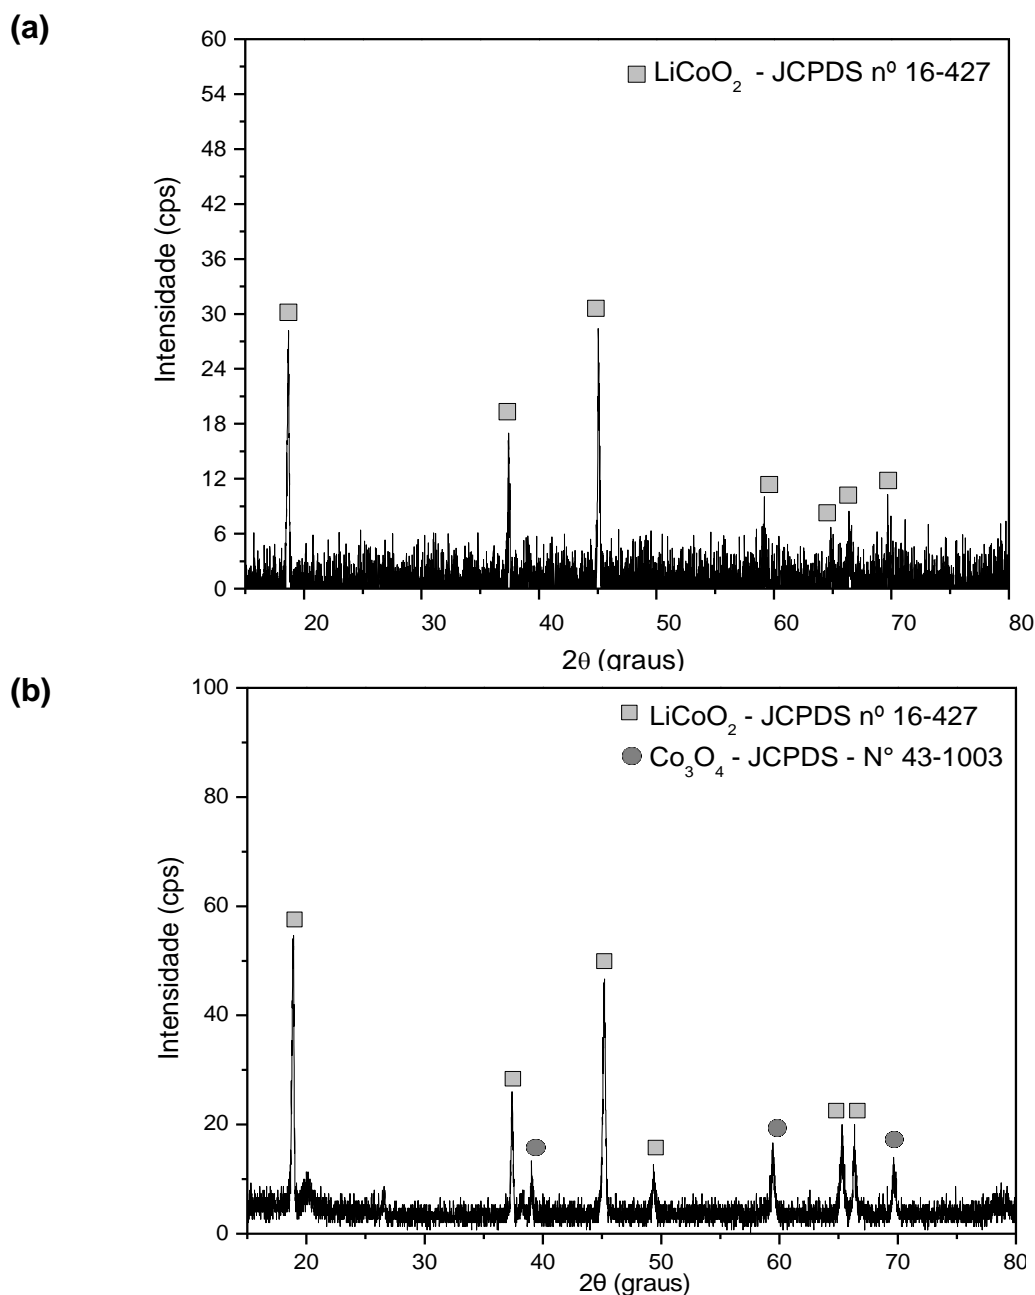 (a)
60
54
48
42
36
30
24
18
12
6
0
Intensidade (cps)
LiCoO2 - JCPDS nº 16-427
20 30 40 50 60 70 80
2θ (graus)
(b)
100
80
60
40
20
0
Intensidade (cps)
LiCoO2 - JCPDS nº 16-427
Co3O4 - JCPDS - N° 43-1003
20 30 40 50 60 70 80
2θ (graus)